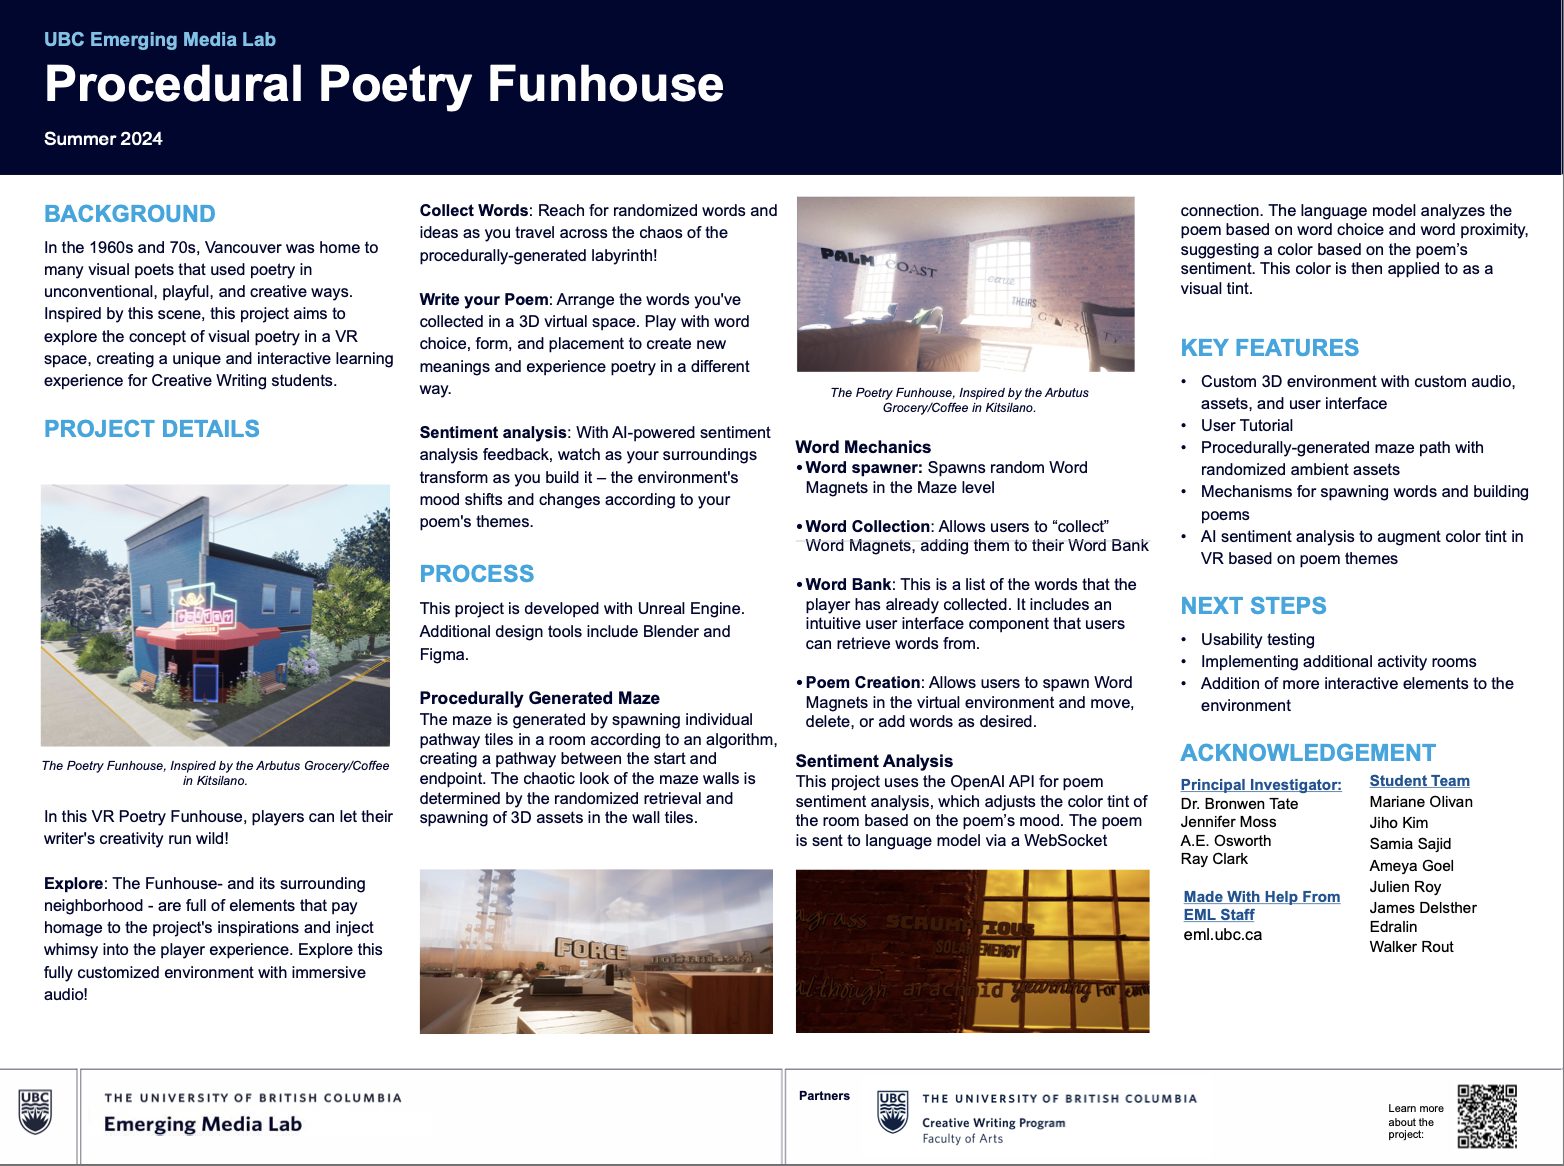 UBC Emerging Media Lab
Procedural Poetry Funhouse
Summer 2024
BACKGROUND
In the 1960s and 70s, Vancouver was home to
many visual poets that used poetry in
unconventional, playful, and creative ways.
Inspired by this scene, this project aims to
explore the concept of visual poetry in a VR
space, creating a unique and interactive learning
experience for Creative Writing students.
PROJECT DETAILS
POETRY
The Poetry Funhouse, Inspired by the Arbutus Grocery/Coffee
in Kitsilano.
In this VR Poetry Funhouse, players can let their
writer's creativity run wild!
Explore: The Funhouse- and its surrounding
neighborhood - are full of elements that pay
homage to the project's inspirations and inject
whimsy into the player experience. Explore this
fully customized environment with immersive
audio!
Collect Words: Reach for randomized words and
ideas as you travel across the chaos of the
procedurally-generated labyrinth!
Write your Poem: Arrange the words you've
collected in a 3D virtual space. Play with word
choice, form, and placement to create new
meanings and experience poetry in a different
way.
Sentiment analysis: With AI-powered sentiment
analysis feedback, watch as your surroundings
transform as you build it – the environment's
mood shifts and changes according to your
poem's themes.
PROCESS
This project is developed with Unreal Engine.
Additional design tools include Blender and
Figma.
Procedurally Generated Maze
The maze is generated by spawning individual
pathway tiles in a room according to an algorithm,
creating a pathway between the start and
endpoint. The chaotic look of the maze walls is
determined by the randomized retrieval and
spawning of 3D assets in the wall tiles.
FORCE
PALM COAST
eerie
THEIRS
The Poetry Funhouse, Inspired by the Arbutus
Grocery/Coffee in Kitsilano.
Word Mechanics
• Word spawner: Spawns random Word
Magnets in the Maze level
• Word Collection: Allows users to “collect”
Word Magnets, adding them to their Word Bank
• Word Bank: This is a list of the words that the
player has already collected. It includes an
intuitive user interface component that users
can retrieve words from.
• Poem Creation: Allows users to spawn Word
Magnets in the virtual environment and move,
delete, or add words as desired.
Sentiment Analysis
This project uses the OpenAI API for poem
sentiment analysis, which adjusts the color tint of
the room based on the poem’s mood. The poem
is sent to language model via a WebSocket
grass SCRUMPTIOUS
SOLAR ENERGY
although arachnid yearning For
connection. The language model analyzes the
poem based on word choice and word proximity,
suggesting a color based on the poem’s
sentiment. This color is then applied to as a
visual tint.
KEY FEATURES
• Custom 3D environment with custom audio,
assets, and user interface
• User Tutorial
• Procedurally-generated maze path with
randomized ambient assets
• Mechanisms for spawning words and building
poems
• AI sentiment analysis to augment color tint in
VR based on poem themes
NEXT STEPS
• Usability testing
• Implementing additional activity rooms
• Addition of more interactive elements to the
environment
ACKNOWLEDGEMENT
Principal Investigator:
Dr. Bronwen Tate
Jennifer Moss
A.E. Osworth
Ray Clark
Made With Help From
EML Staff
eml.ubc.ca
Student Team
Mariane Olivan
Jiho Kim
Samia Sajid
Ameya Goel
Julien Roy
James Delsther
Edralin
Walker Rout
UBC
THE UNIVERSITY OF BRITISH COLUMBIA
Emerging Media Lab
Partners
UBC
THE UNIVERSITY OF BRITISH COLUMBIA
Creative Writing Program
Faculty of Arts
Learn more
about the
project: